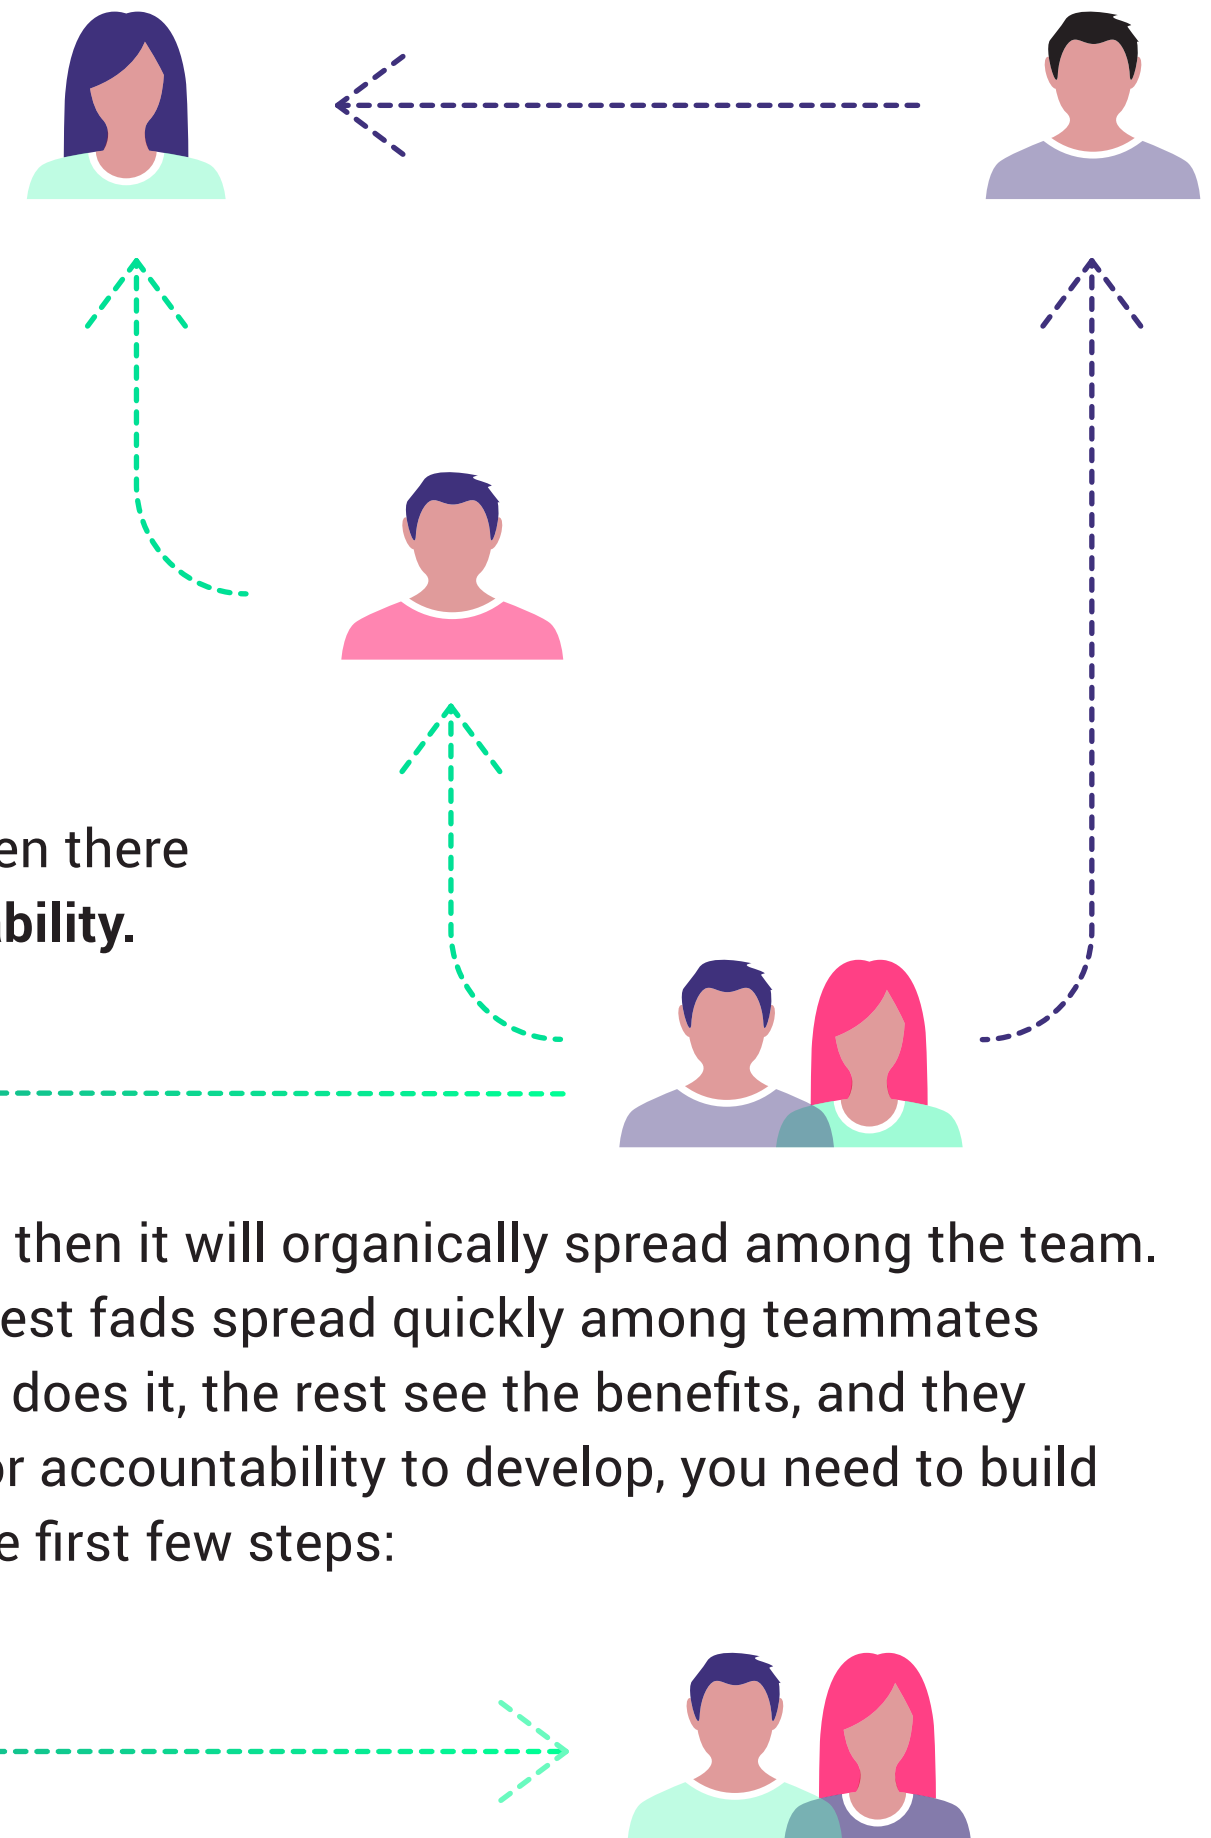 en there
ability.
then it will organically spread among the team.
est fads spread quickly among teammates
does it, the rest see the benefits, and they
or accountability to develop, you need to build
e first few steps: